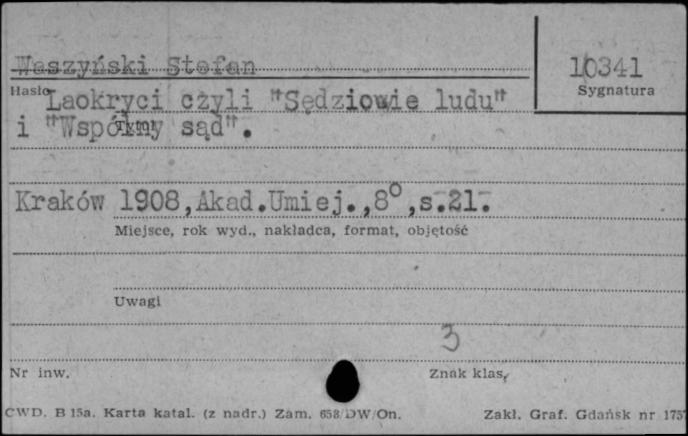 Waszyński Stefan
10341
Hasło
Sygnatura
Laokryci czyli "Sędziowie ludu"
i "Wspólny sąd".
Tytuł
Kraków 1908,Akad.Umiej.,8°,s.21.
Miejsce, rok wyd., nakładca, format, objętość
Uwagi
3
Nr inw.
Znak klas.
CWD. B 15a. Karta katal. (z nadr.) Zam. 658/DW/On.
Zakł. Graf. Gdańsk nr 1757